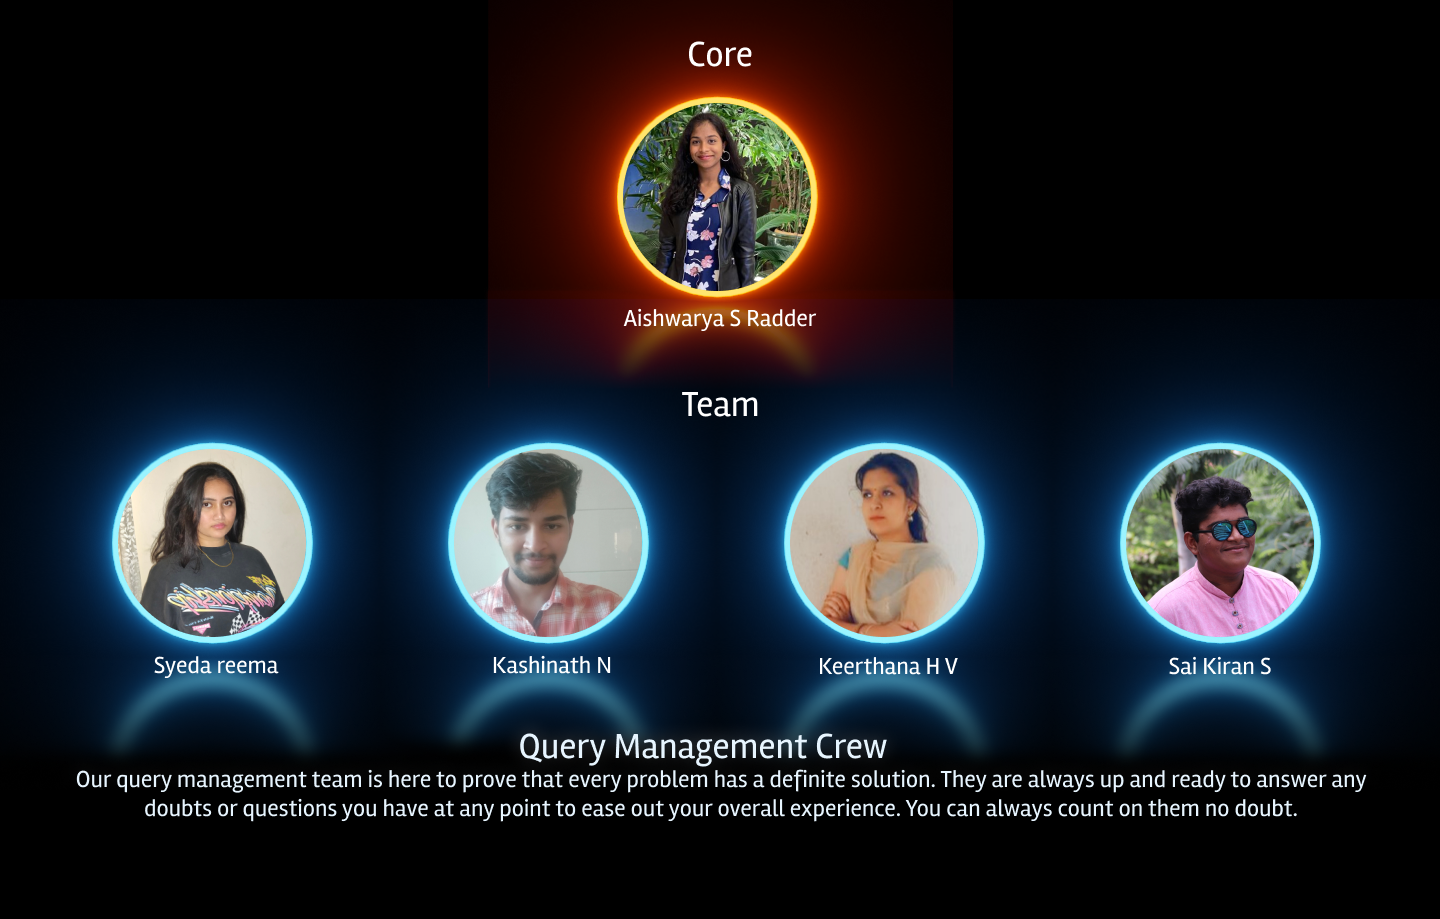 Core
Aishwarya S Radder
Team
Syeda reema
Kashinath N
Keerthana H V
Sai Kiran S
Query Management Crew
Our query management team is here to prove that every problem has a definite solution. They are always up and ready to answer any
doubts or questions you have at any point to ease out your overall experience. You can always count on them no doubt.